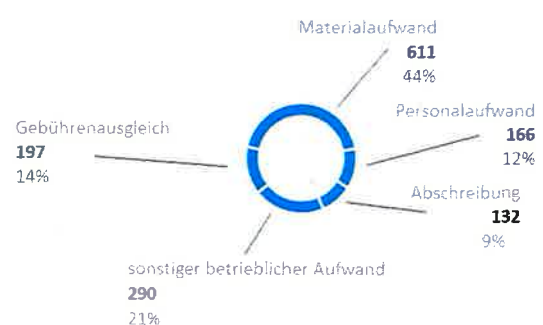 Materialaufwand
611
44%
Personalaufwand
166
12%
Abschreibung
132
9%
sonstiger betrieblicher Aufwand
290
21%
Gebührenausgleich
197
14%